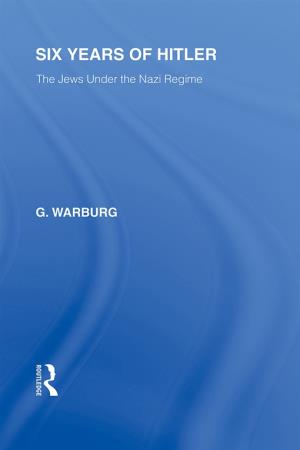 SIX YEARS OF HITLER
The Jews Under the Nazi Regime
G. WARBURG
ROUTLEDGE